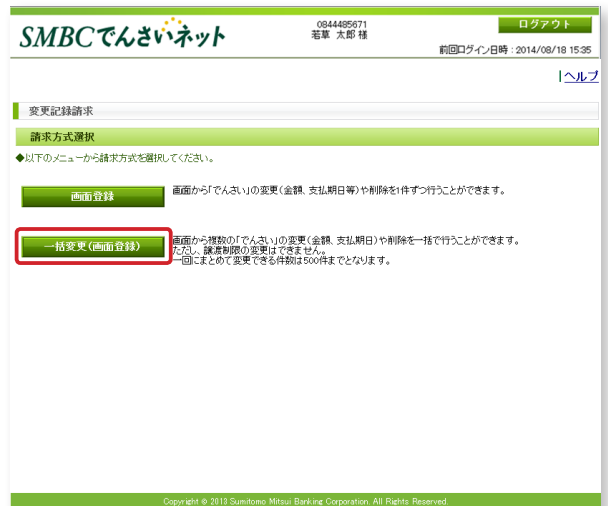 SMBCでんさいネット
0844485671
若草 太郎 様
ログアウト
前回ログイン日時：2014/08/18 15:35
|ヘルプ
変更記録請求
請求方式選択
◆以下のメニューから請求方式を選択してください。
画面登録
画面から「でんさい」の変更（金額、支払期日等）や削除を1件ずつ行うことができます。
一括変更（画面登録）
画面から複数の「でんさい」の変更（金額、支払期日）や削除を一括で行うことができます。
ただし、譲渡制限の変更はできません。
一回にまとめて変更できる件数は500件までとなります。
Copyright © 2013 Sumitomo Mitsui Banking Corporation. All Rights Reserved.